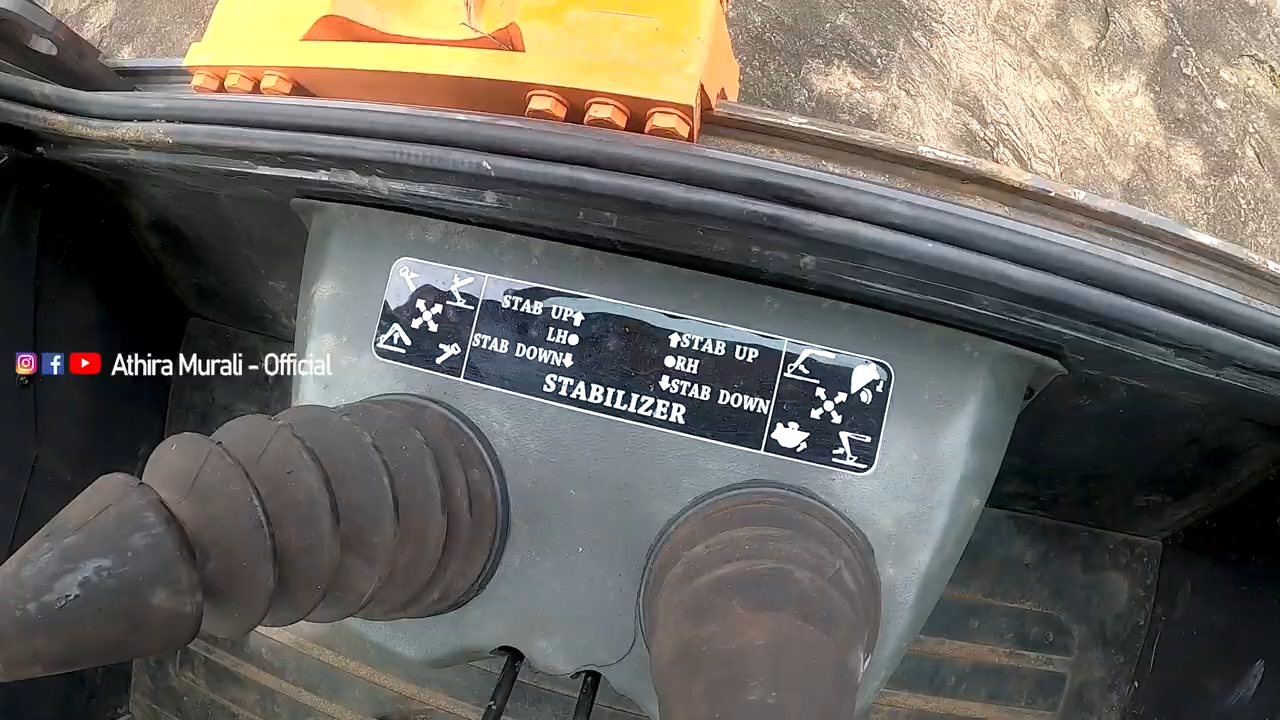 STAB UP
LH
STAB DOWN
STAB UP
RH
STAB DOWN
STABILIZER
Athira Murali - Official